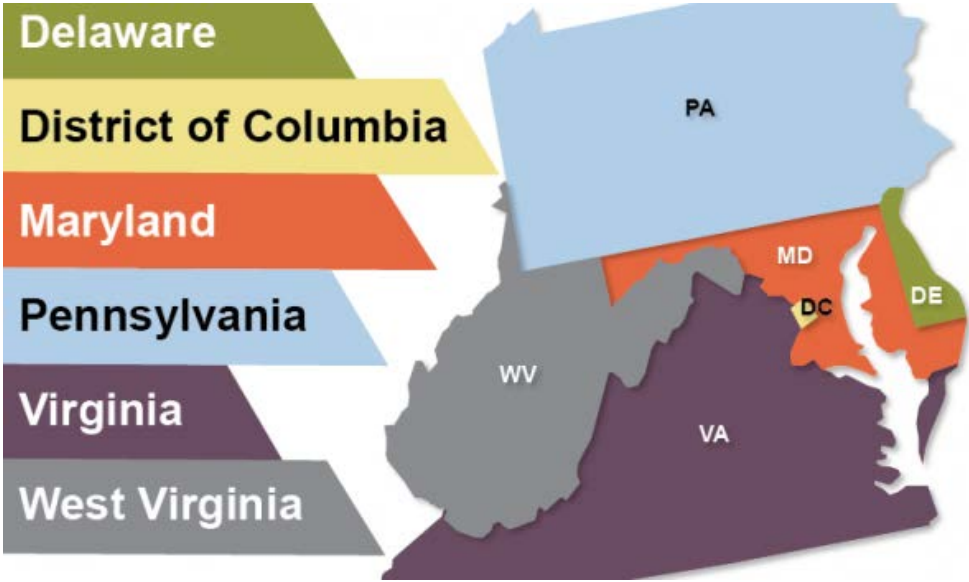 Delaware
District of Columbia
Maryland
Pennsylvania
Virginia
West Virginia
PA
MD
DE
DC
WV
VA